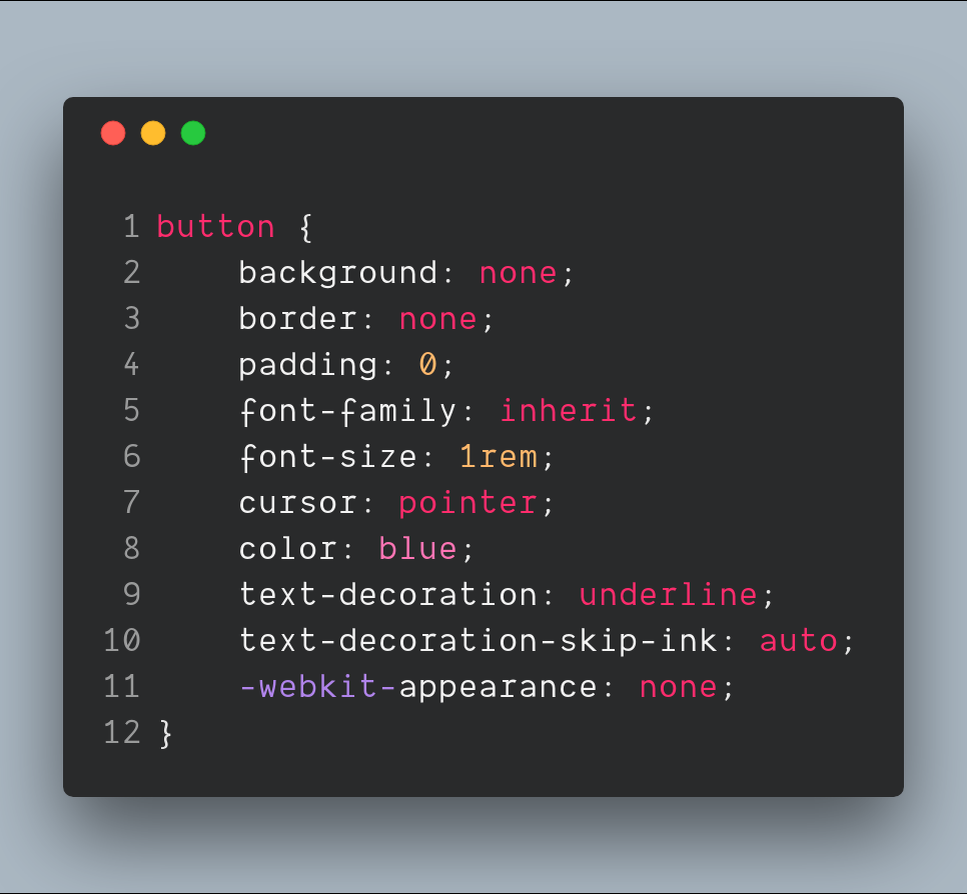 1 button {
2     background: none;
3     border: none;
4     padding: 0;
5     font-family: inherit;
6     font-size: 1rem;
7     cursor: pointer;
8     color: blue;
9     text-decoration: underline;
10     text-decoration-skip-ink: auto;
11     -webkit-appearance: none;
12 }